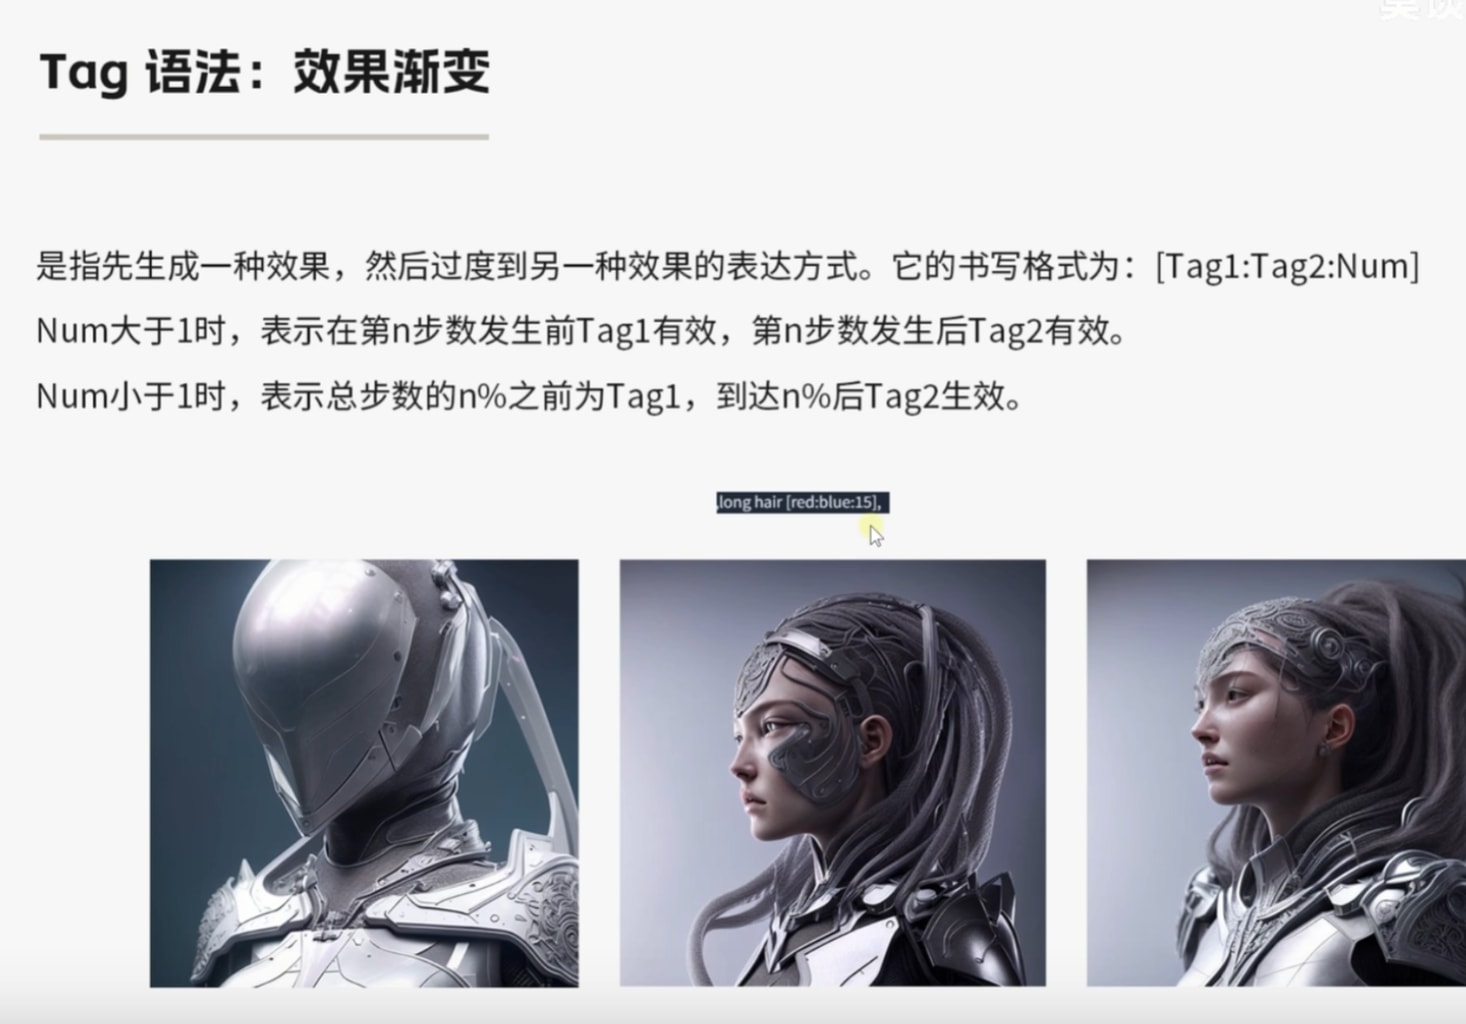 Tag 语法：效果渐变
是指先生成一种效果，然后过度到另一种效果的表达方式。它的书写格式为：[Tag1:Tag2:Num]
Num大于1时，表示在第n步数发生前Tag1有效，第n步数发生后Tag2有效。
Num小于1时，表示总步数的n%之前为Tag1，到达n%后Tag2生效。
,long hair [red:blue:15],